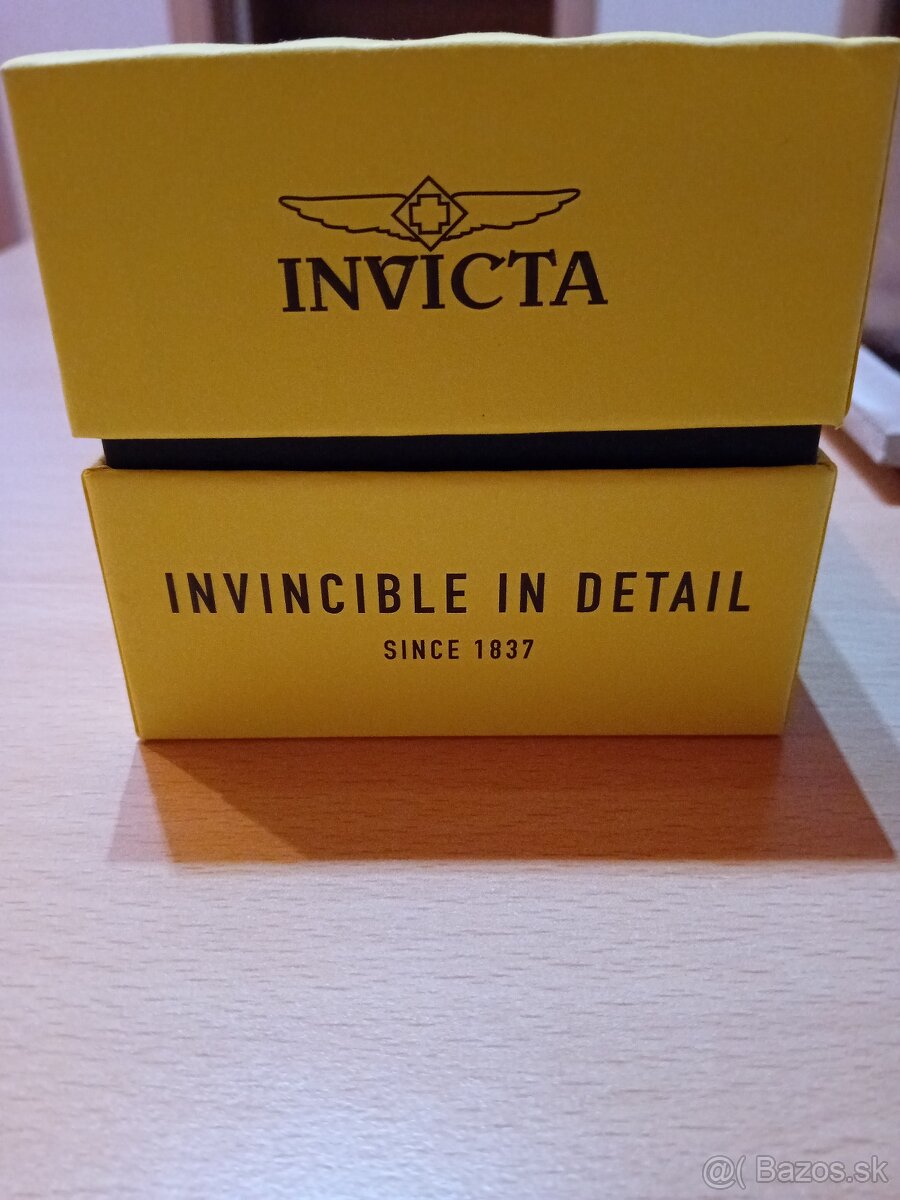 INVICTA
INVINCIBLE IN DETAIL
SINCE 1837
@( Bazos.sk